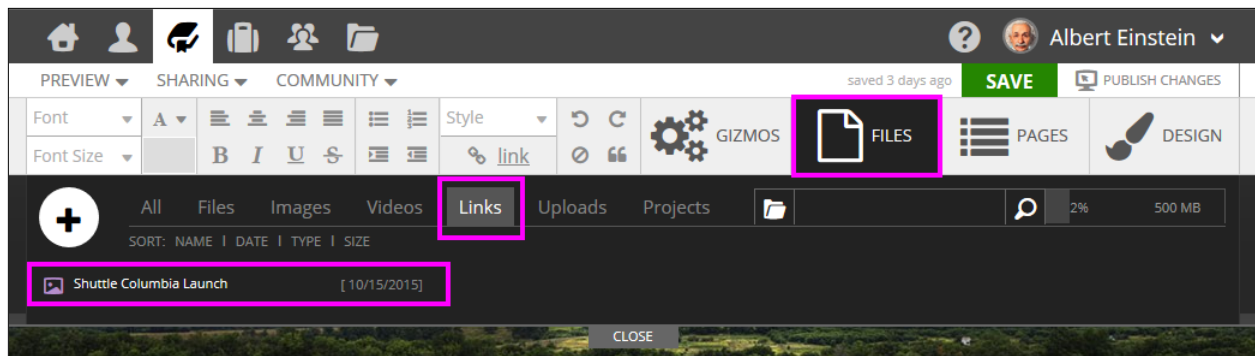 Albert Einstein
PREVIEW SHARING COMMUNITY saved 3 days ago SAVE PUBLISH CHANGES
Font A Style GIZMOS FILES PAGES DESIGN
Font Size B I U S link
All Files Images Videos Links Uploads Projects 2% 500 MB
SORT: NAME | DATE | TYPE | SIZE
Shuttle Columbia Launch [ 10/15/2015]
CLOSE